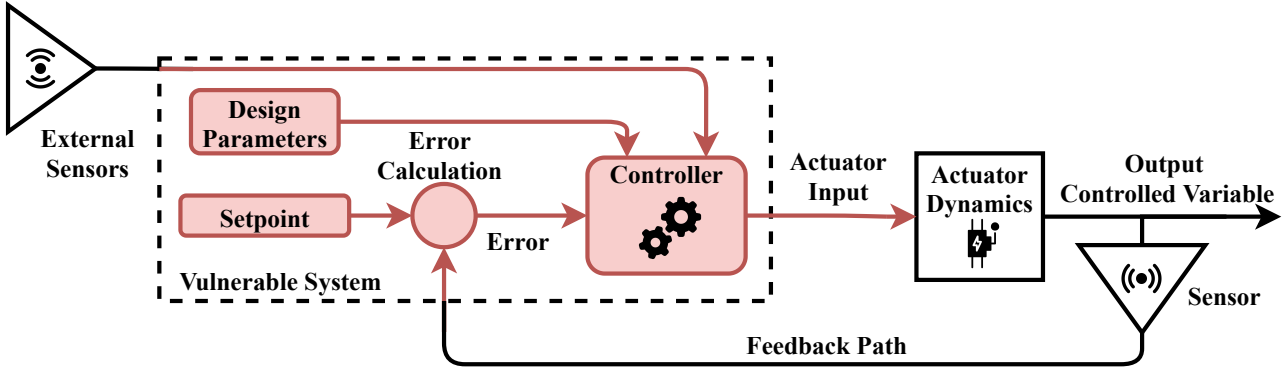 External
Sensors
Design
Parameters
Error
Calculation
Setpoint
Error
Controller
Vulnerable System
Actuator
Input
Actuator
Dynamics
Output
Controlled Variable
Sensor
Feedback Path